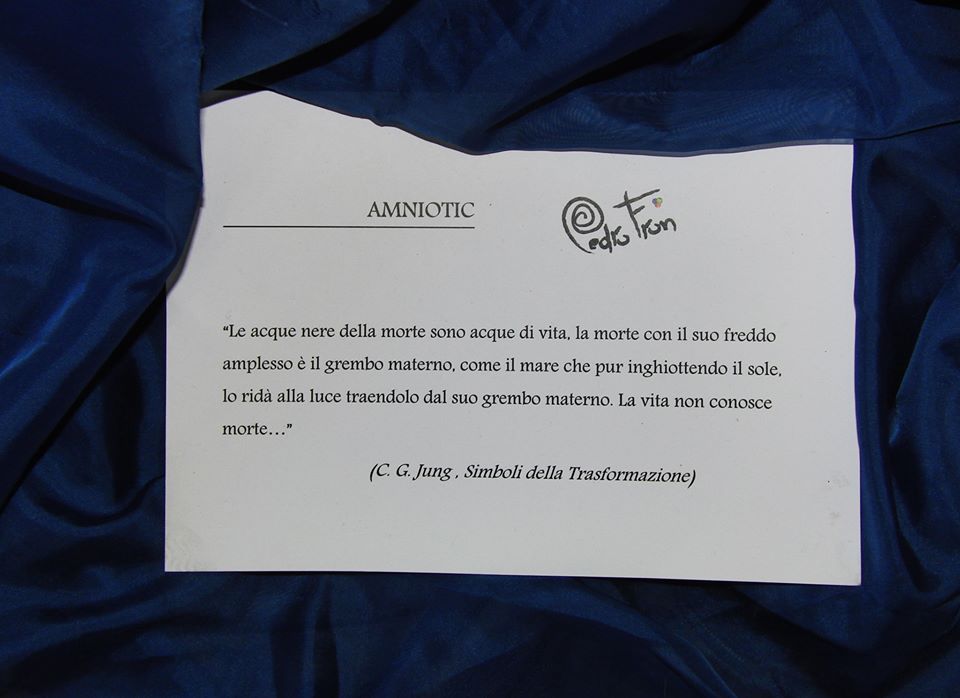 AMNIOTIC
Pedro Fion
“Le acque nere della morte sono acque di vita, la morte con il suo freddo
amplesso è il grembo materno, come il mare che pur inghiottendo il sole,
lo ridà alla luce traendolo dal suo grembo materno. La vita non conosce
morte…”
(C. G. Jung , Simboli della Trasformazione)